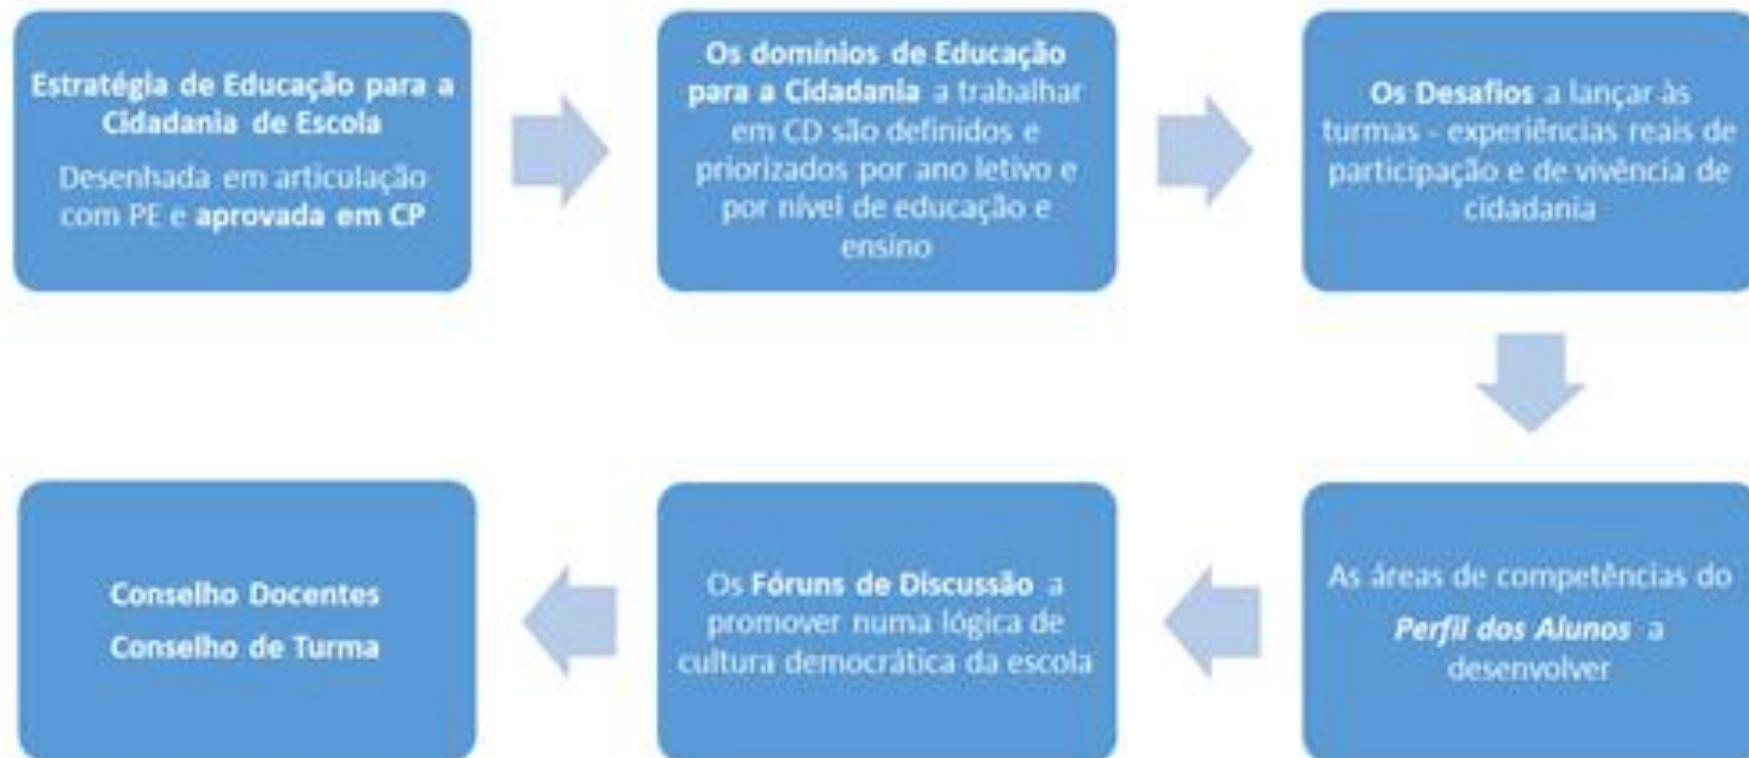 Estratégia de Educação para a
Cidadania de Escola
Desenhada em articulação
com PE e aprovada em CP
Os domínios de Educação
para a Cidadania a trabalhar
em CD são definidos e
priorizados por ano letivo e
por nível de educação e
ensino
Os Desafios a lançar às
turmas - experiências reais de
participação e de vivência de
cidadania
As áreas de competências do
Perfil dos Alunos a
desenvolver
Os Fóruns de Discussão a
promover numa lógica de
cultura democrática da escola
Conselho Docentes
Conselho de Turma